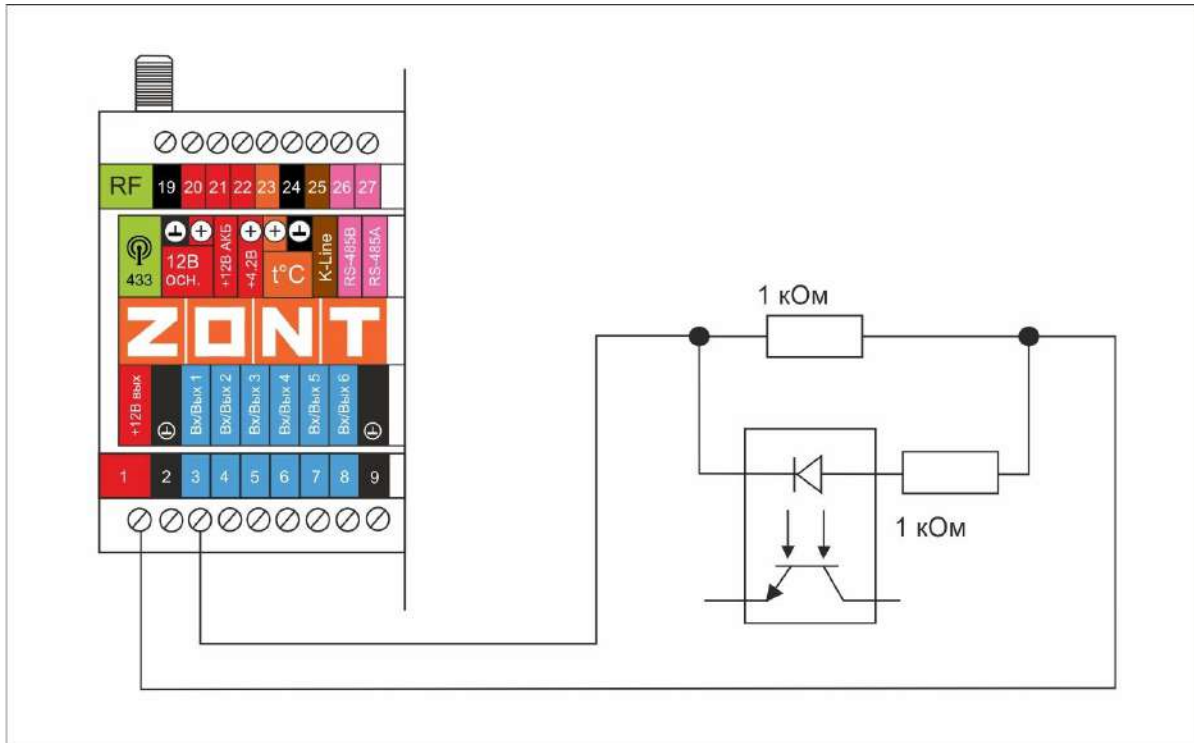 RF 19 20 21 22 23 24 25 26 27
433
12В
осн.
+12В АКБ
+4.2В
t°C
K-Line
RS-485B
RS-485A
ZONT
+12В вых
Вх/Вых 1
Вх/Вых 2
Вх/Вых 3
Вх/Вых 4
Вх/Вых 5
Вх/Вых 6
1 2 3 4 5 6 7 8 9
1 кОм
1 кОм